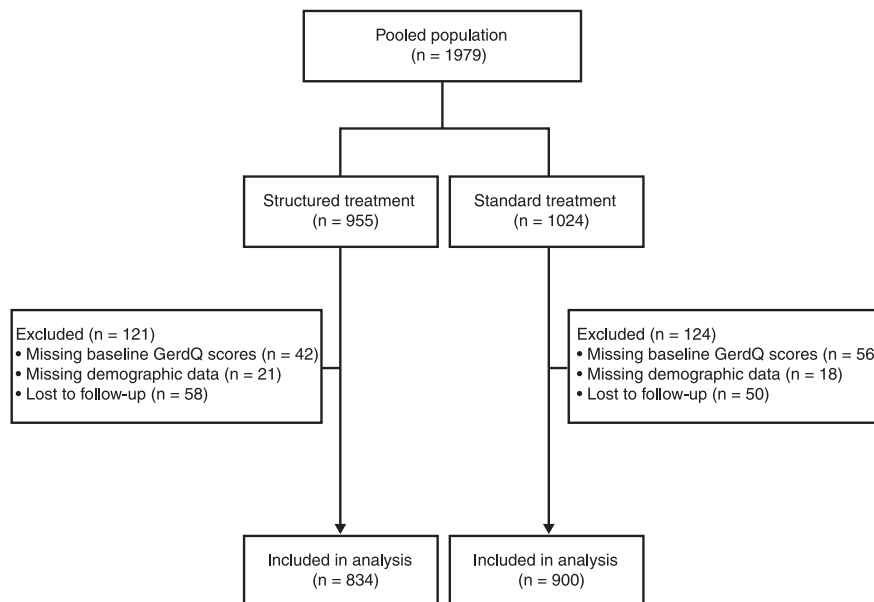 Pooled population
(n = 1979)
Structured treatment
(n = 955)
Standard treatment
(n = 1024)
Excluded (n = 121)
• Missing baseline GerdQ scores (n = 42)
• Missing demographic data (n = 21)
• Lost to follow-up (n = 58)
Excluded (n = 124)
• Missing baseline GerdQ scores (n = 56
• Missing demographic data (n = 18)
• Lost to follow-up (n = 50)
Included in analysis
(n = 834)
Included in analysis
(n = 900)